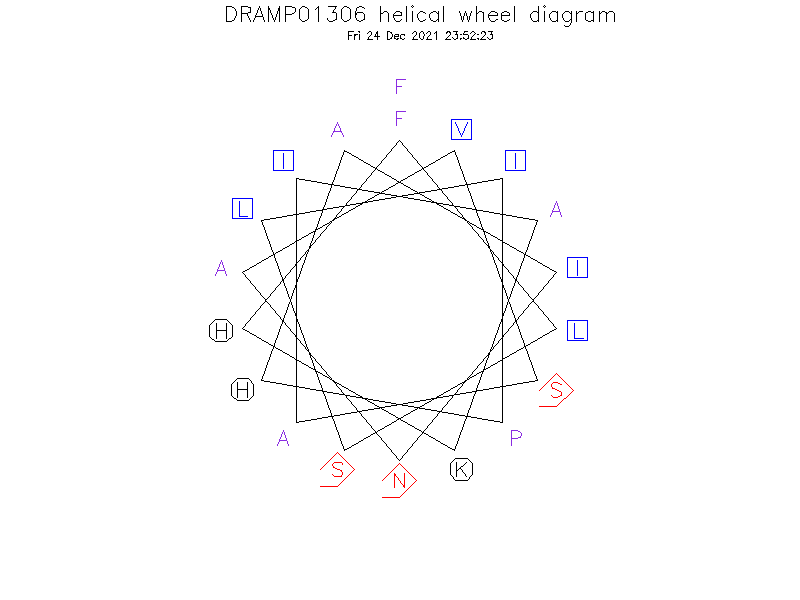 DRAMP01306 helical wheel diagram
Fri 24 Dec 2021 23:52:23
F
A F V
I I
L A
A I
H L
H S
A P
S N K